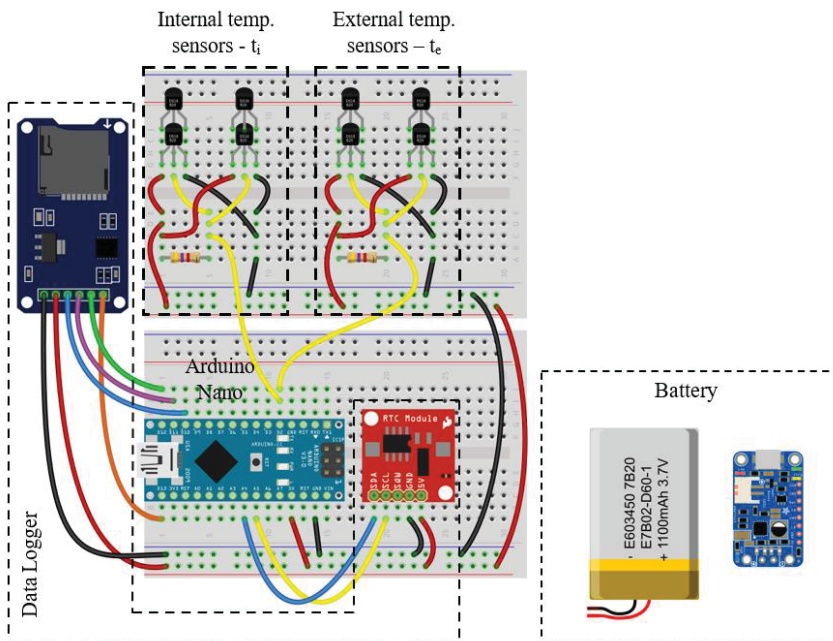 Internal temp.
sensors - tᵢ
External temp.
sensors – tₑ
Arduino
Nano
RTC Module
SDA
SCL
SQW
GND
5V
Data Logger
Battery
- E603450 7B20
E7B02-D60-1
+ 1100mAh 3.7V